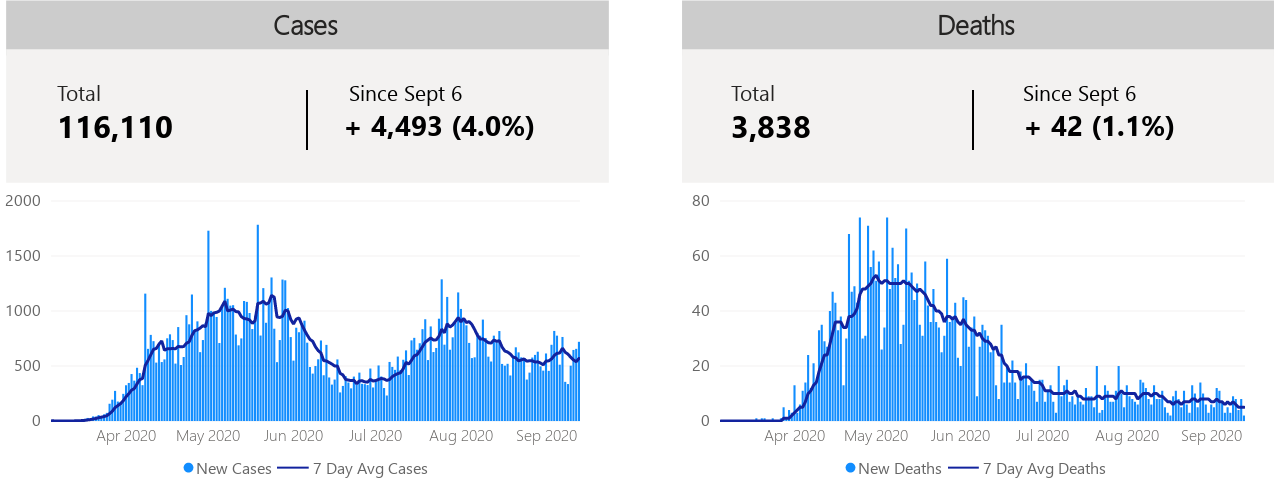 Cases
Total
116,110
Since Sept 6
+ 4,493 (4.0%)
2000
1500
1000
500
0
Apr 2020 May 2020 Jun 2020 Jul 2020 Aug 2020 Sep 2020
New Cases 7 Day Avg Cases
Deaths
Total
3,838
Since Sept 6
+ 42 (1.1%)
80
60
40
20
0
Apr 2020 May 2020 Jun 2020 Jul 2020 Aug 2020 Sep 2020
New Deaths 7 Day Avg Deaths